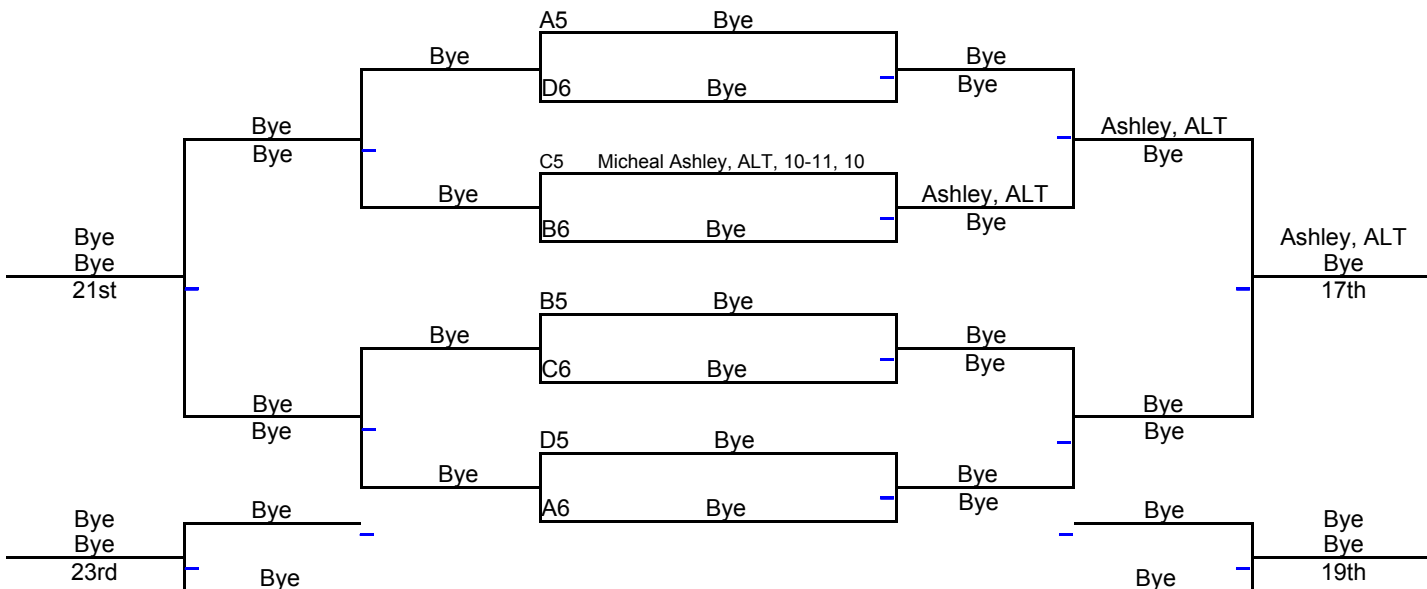 A5 Bye
Bye Bye
D6 Bye Bye
Bye Ashley, ALT
Bye Bye
C5 Micheal Ashley, ALT, 10-11, 10
Bye Ashley, ALT
B6 Bye Bye
Bye Ashley, ALT
Bye Bye
21st 17th
B5 Bye
Bye Bye
C6 Bye Bye
Bye Bye
Bye Bye
D5 Bye
Bye Bye
A6 Bye Bye
Bye Bye
Bye Bye
Bye Bye
23rd 19th
Bye Bye